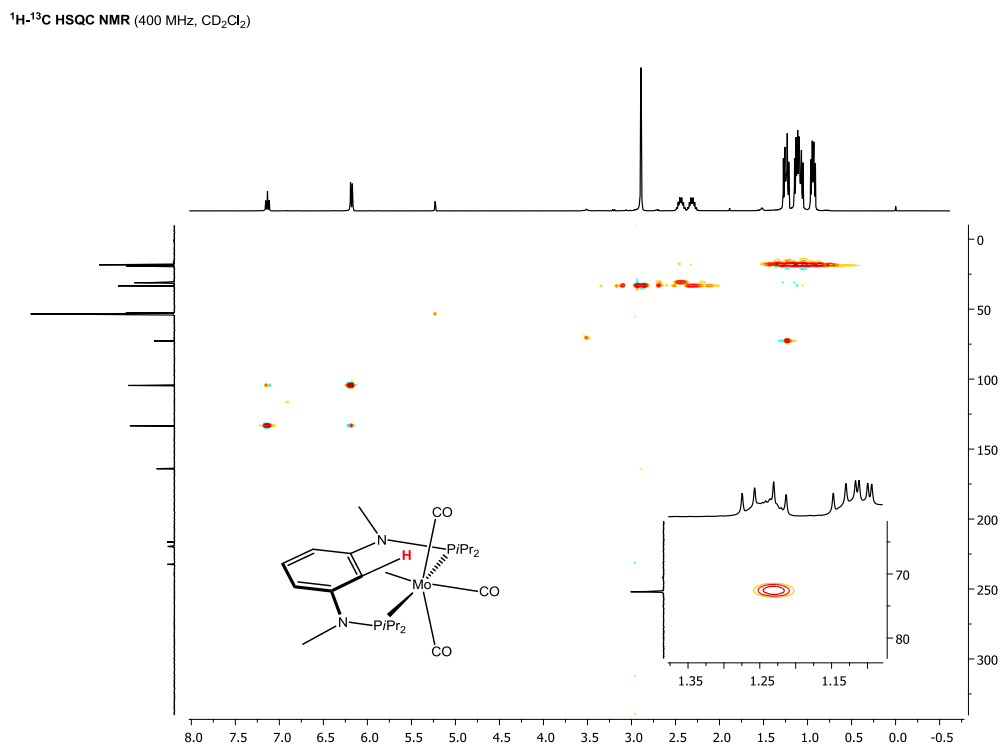 ¹H-¹³C HSQC NMR (400 MHz, CD₂Cl₂)
0
50
100
150
200
250
300
CO
N
PiPr₂
H
Mo
CO
N
PiPr₂
CO
70
80
1.35
1.25
1.15
8.0 7.5 7.0 6.5 6.0 5.5 5.0 4.5 4.0 3.5 3.0 2.5 2.0 1.5 1.0 0.5 0.0 -0.5